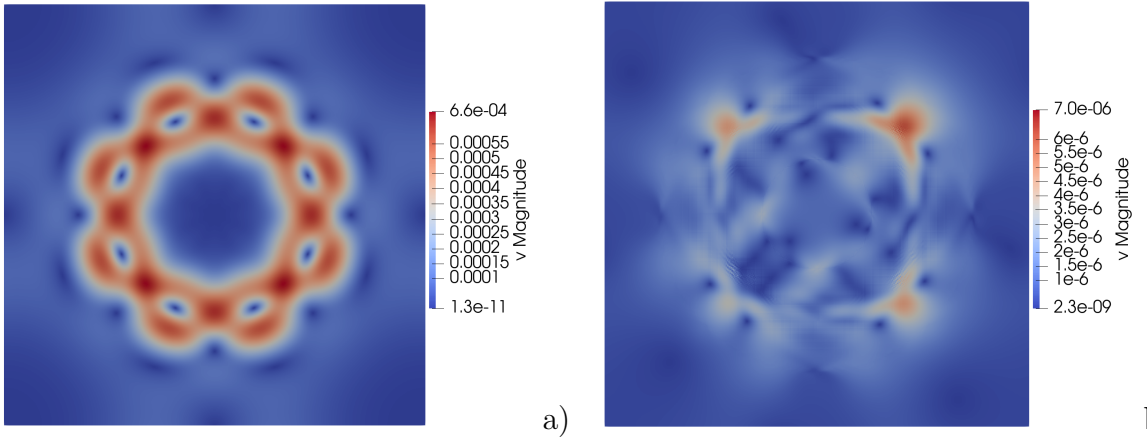 6.6e-04
0.00055
0.0005
0.00045
0.0004
0.00035
0.0003
0.00025
0.0002
0.00015
0.0001
1.3e-11
v Magnitude
a)
7.0e-06
6e-6
5.5e-6
5e-6
4.5e-6
4e-6
3.5e-6
3e-6
2.5e-6
2e-6
1.5e-6
1e-6
2.3e-09
v Magnitude